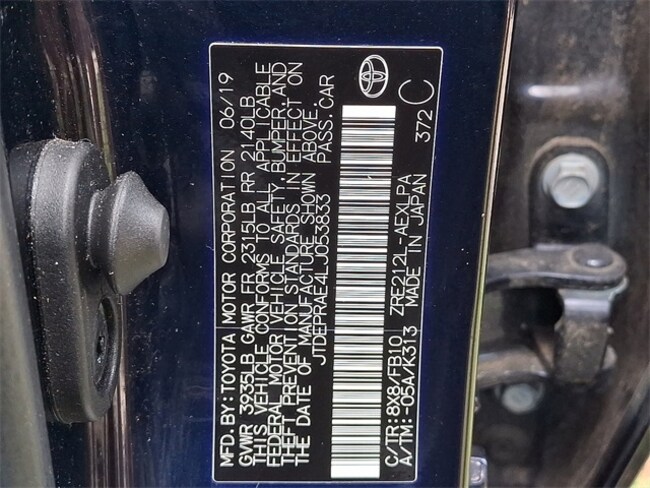 MFD. BY: TOYOTA MOTOR CORPORATION 06/19
GVWR 3935LB GAWR FR 2315LB RR 2140LB
THIS VEHICLE CONFORMS TO ALL APPLICABLE
FEDERAL MOTOR VEHICLE SAFETY, BUMPER, AND
THEFT PREVENTION STANDARDS IN EFFECT ON
THE DATE OF MANUFACTURE SHOWN ABOVE.
JTDEPRAE4LJ053833 PASS. CAR
C/TR: 8X8/FB10 ZRE212L-AEXLPA
A/TM: -05A/K313 MADE IN JAPAN 372 C